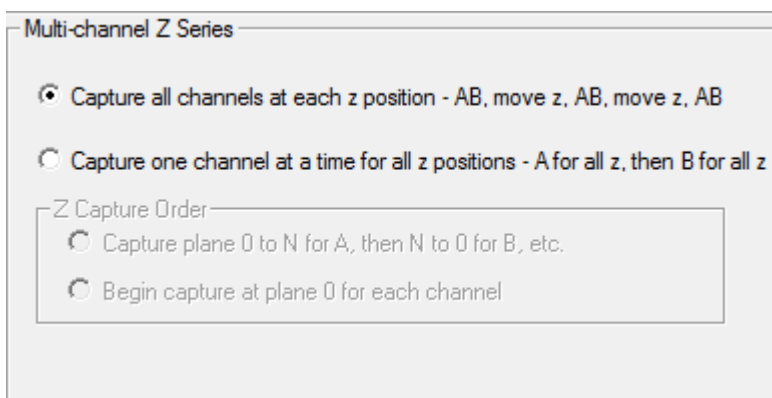 Multi-channel Z Series
Capture all channels at each z position - AB, move z, AB, move z, AB
Capture one channel at a time for all z positions - A for all z, then B for all z
Z Capture Order
Capture plane 0 to N for A, then N to 0 for B, etc.
Begin capture at plane 0 for each channel